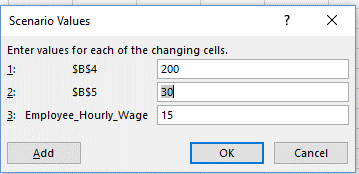 Scenario Values ? ×
Enter values for each of the changing cells.
1: $B$4 200
2: $B$5 30
3: Employee_Hourly_Wage 15
Add OK Cancel